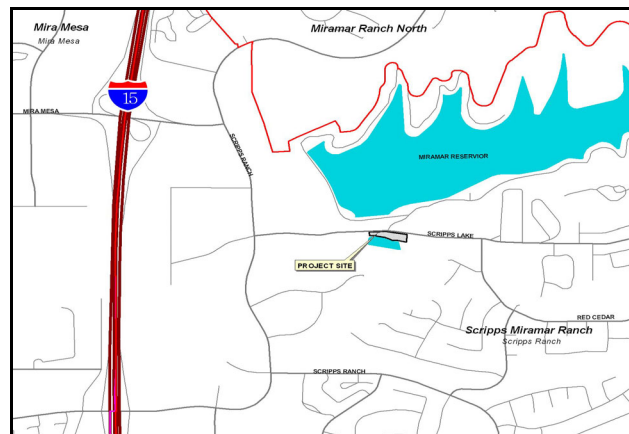 Mira Mesa
Mira Mesa
Miramar Ranch North
15
MIRA MESA
SCRIPPS RANCH
MIRAMAR RESERVIOR
SCRIPPS LAKE
PROJECT SITE
RED CEDAR
Scripps Miramar Ranch
Scripps Ranch
SCRIPPS RANCH